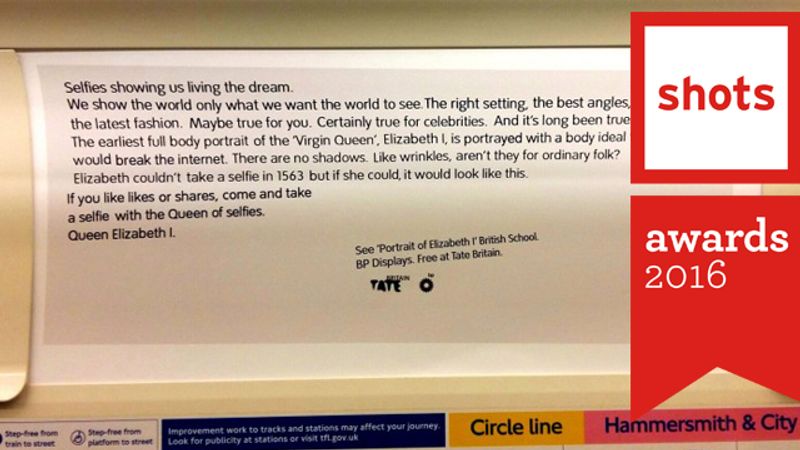 Selfies showing us living the dream.
We show the world only what we want the world to see. The right setting, the best angles,
the latest fashion. Maybe true for you. Certainly true for celebrities. And it's long been true
The earliest full body portrait of the 'Virgin Queen', Elizabeth I, is portrayed with a body ideal
would break the internet. There are no shadows. Like wrinkles, aren't they for ordinary folk?
Elizabeth couldn't take a selfie in 1563 but if she could, it would look like this.
If you like likes or shares, come and take
a selfie with the Queen of selfies.
Queen Elizabeth I.
See 'Portrait of Elizabeth I' British School.
BP Displays. Free at Tate Britain.
BRITAIN
TATE
shots
awards
2016
Step-free from
train to street
Step-free from
platform to street
Improvement work to tracks and stations may affect your journey.
Look for publicity at stations or visit tfl.gov.uk
Circle line
Hammersmith & City